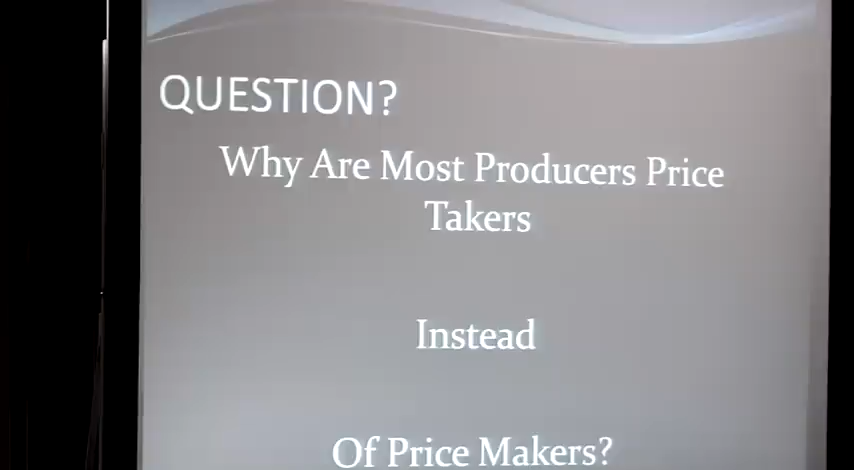 QUESTION?
Why Are Most Producers Price
Takers
Instead
Of Price Makers?